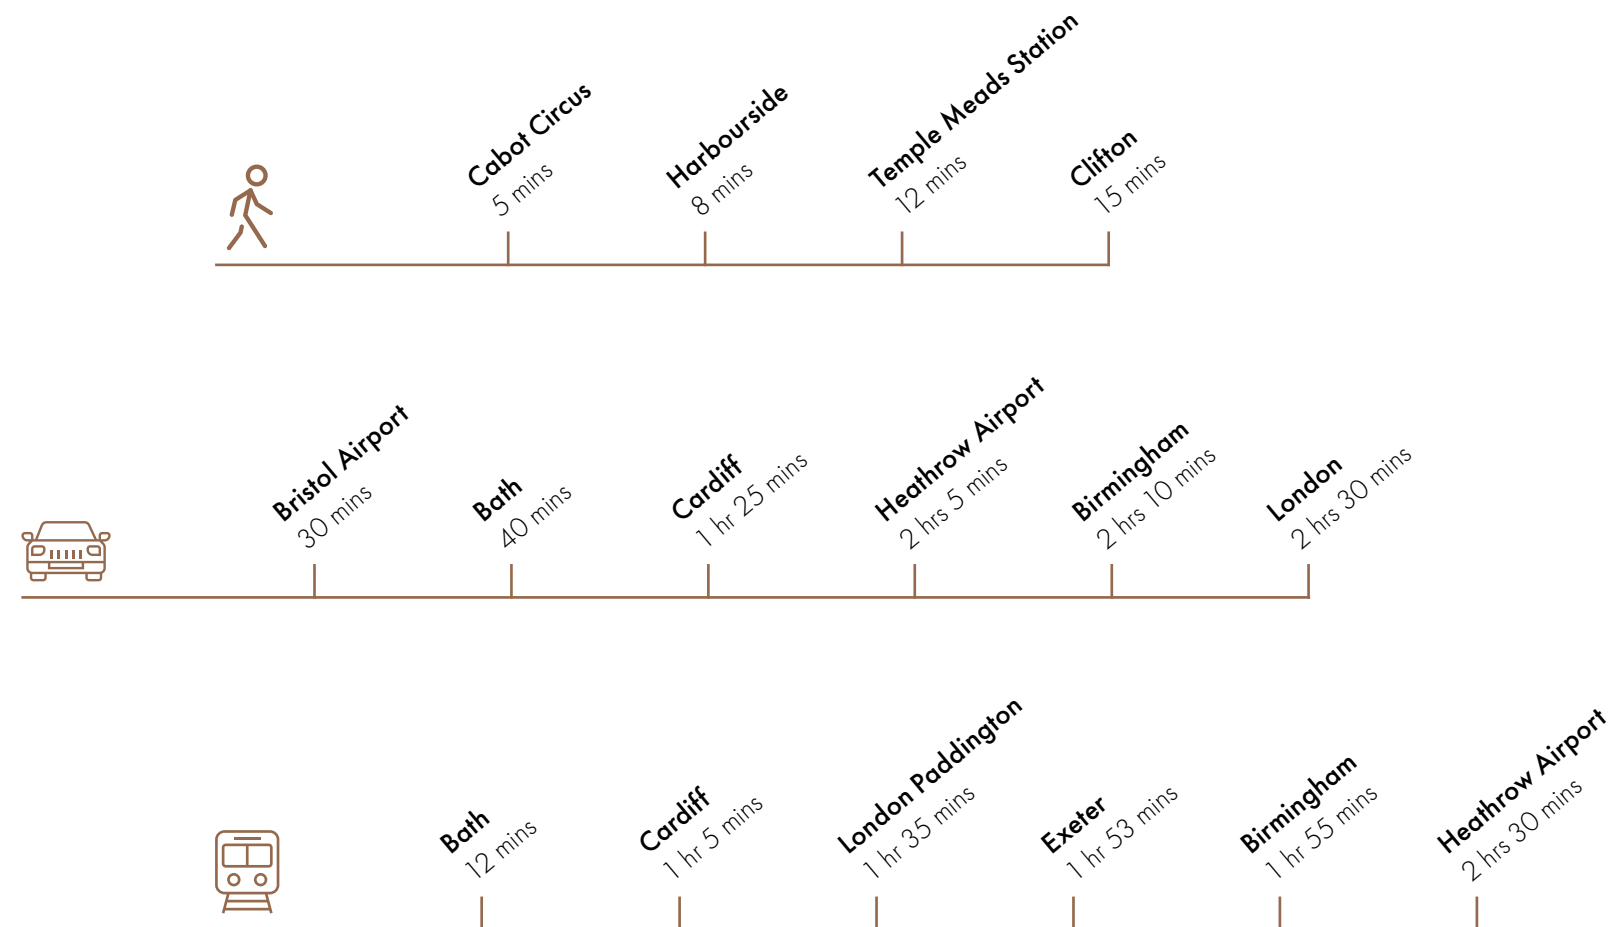 Cabot Circus
5 mins
Harbourside
8 mins
Temple Meads Station
12 mins
Clifton
15 mins
Bristol Airport
30 mins
Bath
40 mins
Cardiff
1 hr 25 mins
Heathrow Airport
2 hrs 5 mins
Birmingham
2 hrs 10 mins
London
2 hrs 30 mins
Bath
12 mins
Cardiff
1 hr 5 mins
London Paddington
1 hr 35 mins
Exeter
1 hr 53 mins
Birmingham
1 hr 55 mins
Heathrow Airport
2 hrs 30 mins